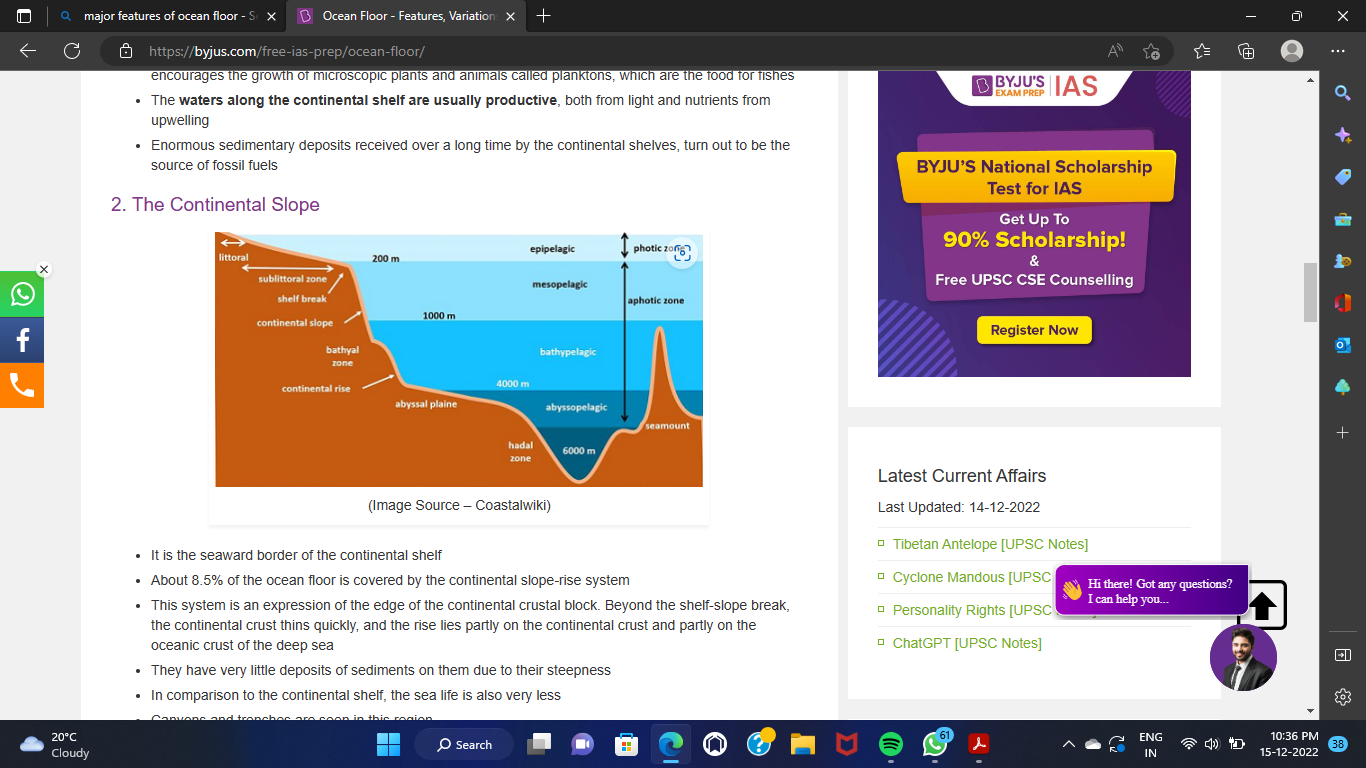 major features of ocean floor - S
Ocean Floor - Features, Variation
https://byjus.com/free-ias-prep/ocean-floor/
encourages the growth of microscopic plants and animals called planktons, which are the food for fishes
• The waters along the continental shelf are usually productive, both from light and nutrients from
upwelling
• Enormous sedimentary deposits received over a long time by the continental shelves, turn out to be the
source of fossil fuels
2. The Continental Slope
littoral
200 m
epipelagic
photic zone
sublittoral zone
mesopelagic
shelf break
aphotic zone
continental slope
1000 m
bathyal
zone
bathypelagic
continental rise
4000 m
abyssal plaine
abyssopelagic
seamount
hadal
zone
6000 m
(Image Source – Coastalwiki)
• It is the seaward border of the continental shelf
• About 8.5% of the ocean floor is covered by the continental slope-rise system
• This system is an expression of the edge of the continental crustal block. Beyond the shelf-slope break,
the continental crust thins quickly, and the rise lies partly on the continental crust and partly on the
oceanic crust of the deep sea
• They have very little deposits of sediments on them due to their steepness
• In comparison to the continental shelf, the sea life is also very less
• Canyons and trenches are seen in this region
BYJU'S
EXAM PREP
IAS
BYJU'S National Scholarship
Test for IAS
Get Up To
90% Scholarship!
&
Free UPSC CSE Counselling
Register Now
Latest Current Affairs
Last Updated: 14-12-2022
Tibetan Antelope [UPSC Notes]
Cyclone Mandous [UPSC
Personality Rights [UPSC
ChatGPT [UPSC Notes]
Hi there! Got any questions?
I can help you...
20°C
Cloudy
Search
61
ENG
IN
10:36 PM
15-12-2022
38